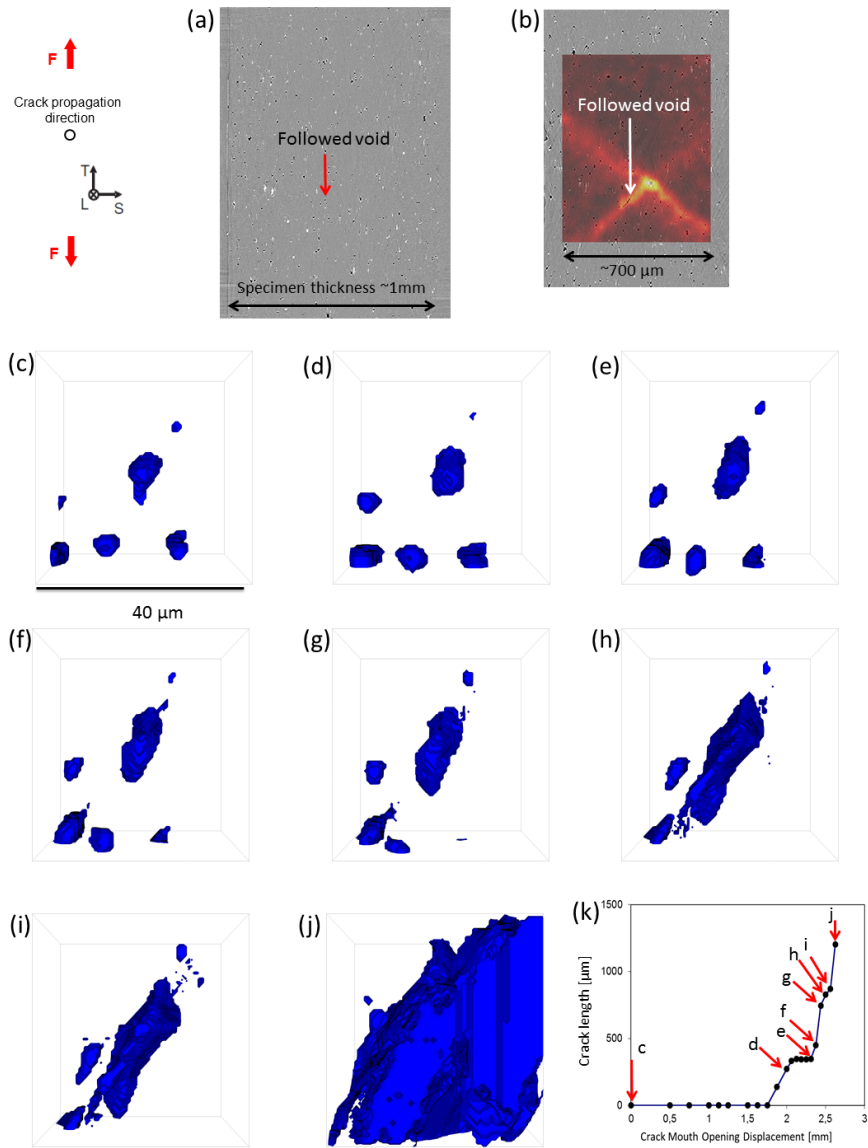 (a)
(b)
F
Crack propagation
direction
T
L
S
F
Followed void
Specimen thickness ~1mm
Followed void
~700 µm
(c)
(d)
(e)
40 µm
(f)
(g)
(h)
(i)
(j)
(k)
Crack length [µm]
1500
1000
500
0
c
d
e
f
g
h
i
j
0
0,5
1
1,5
2
2,5
3
Crack Mouth Opening Displacement [mm]